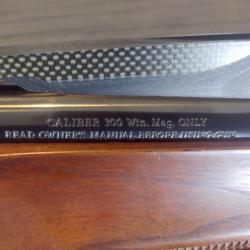 CALIBER 300 Win. Mag. ONLY
READ OWNER'S MANUAL BEFORE USING GUN